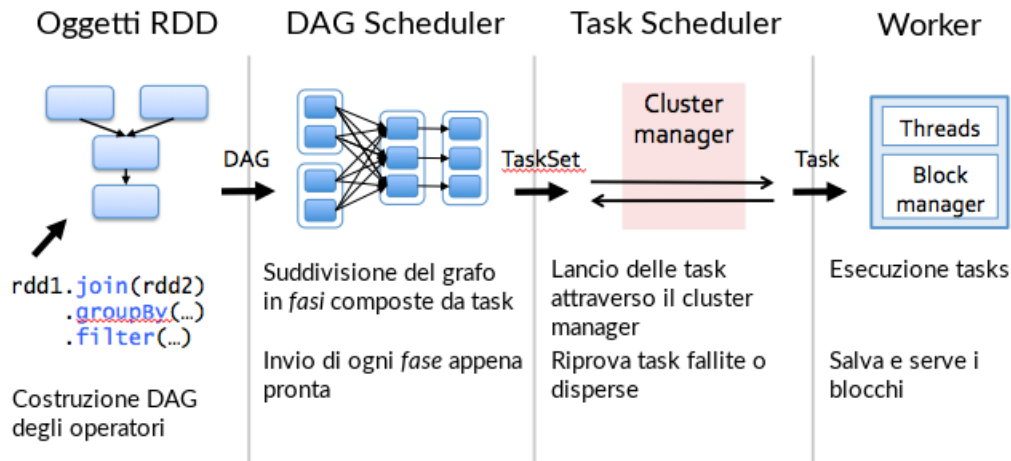 Oggetti RDD
DAG Scheduler
Task Scheduler
Worker
DAG
TaskSet
Cluster
manager
Task
Threads
Block
manager
rdd1.join(rdd2)
.groupBy(…)
.filter(…)
Costruzione DAG
degli operatori
Suddivisione del grafo
in fasi composte da task
Invio di ogni fase appena
pronta
Lancio delle task
attraverso il cluster
manager
Riprova task fallite o
disperse
Esecuzione tasks
Salva e serve i
blocchi